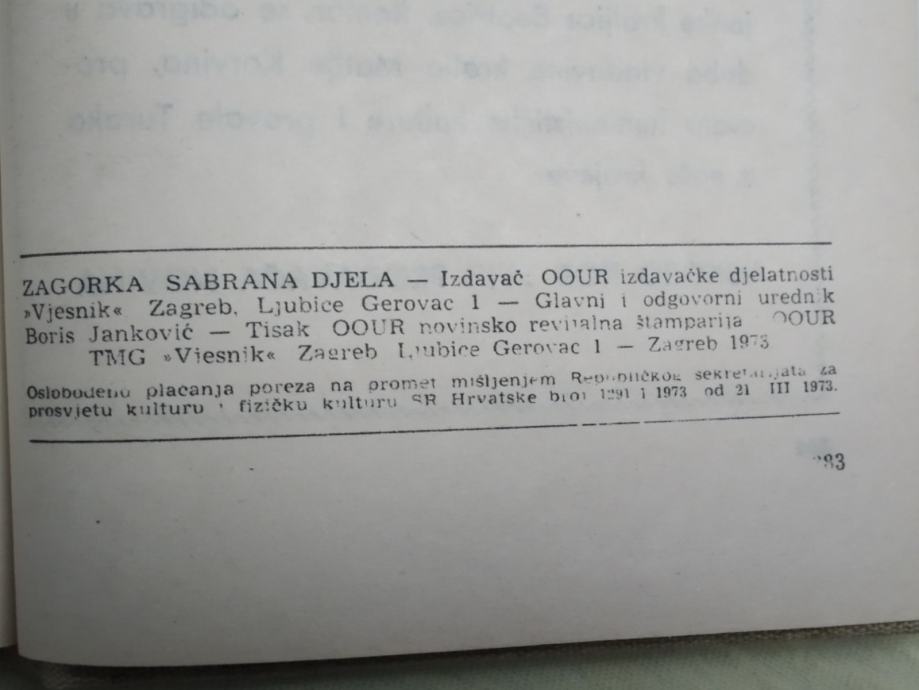 ZAGORKA SABRANA DJELA — Izdavač OOUR izdavačke djelatnosti
»Vjesnik« Zagreb, Ljubice Gerovac 1 — Glavni i odgovorni urednik
Boris Janković — Tisak OOUR novinsko revijalna štamparija OOUR
TMG »Vjesnik« Zagreb Ljubice Gerovac 1 — Zagreb 1973
Oslobođeno plaćanja poreza na promet mišljenjem Republičkog sekretarijata za
prosvjetu kulturu i fizičku kulturu SR Hrvatske broj 1291 1 1973 od 21 III 1973.